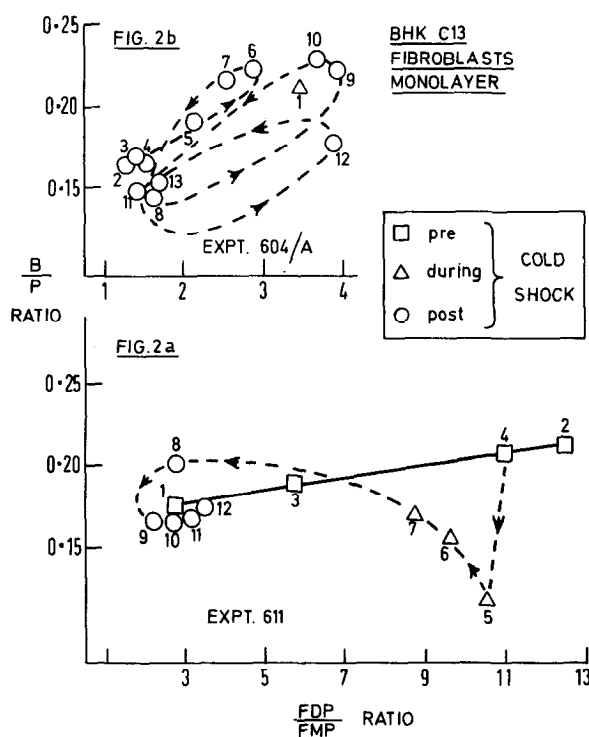 FIG. 2b
BHK C13
FIBROBLASTS
MONOLAYER
0·25
0·20
0·15
7
6
10
9
1
5
12
3
4
2
13
11
8
EXPT. 604/A
B
P
RATIO
1
2
3
4
pre
during
post
COLD
SHOCK
FIG. 2a
0·25
0·20
0·15
8
4
2
1
3
12
9
10
11
7
6
5
EXPT. 611
3
5
7
9
11
13
FDP
FMP
RATIO